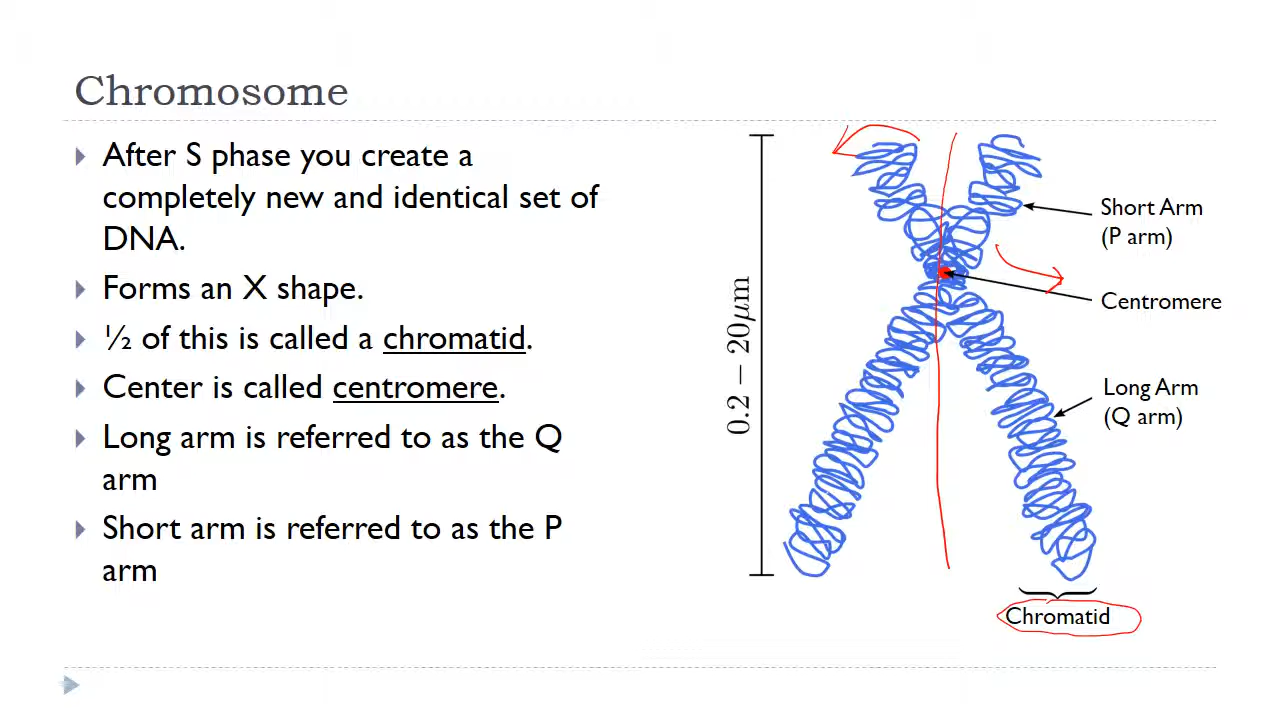 Chromosome
After S phase you create a
completely new and identical set of
DNA.
Forms an X shape.
½ of this is called a chromatid.
Center is called centromere.
Long arm is referred to as the Q
arm
Short arm is referred to as the P
arm
0.2 – 20μm
Short Arm
(P arm)
Centromere
Long Arm
(Q arm)
Chromatid